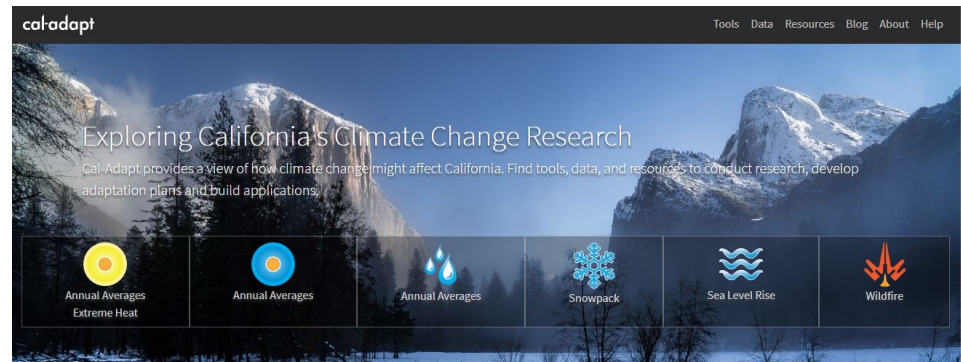 cal-adapt
Tools Data Resources Blog About Help
Exploring California's Climate Change Research
Cal-Adapt provides a view of how climate change might affect California. Find tools, data, and resources to conduct research, develop
adaptation plans and build applications.
Annual Averages
Extreme Heat
Annual Averages
Annual Averages
Snowpack
Sea Level Rise
Wildfire